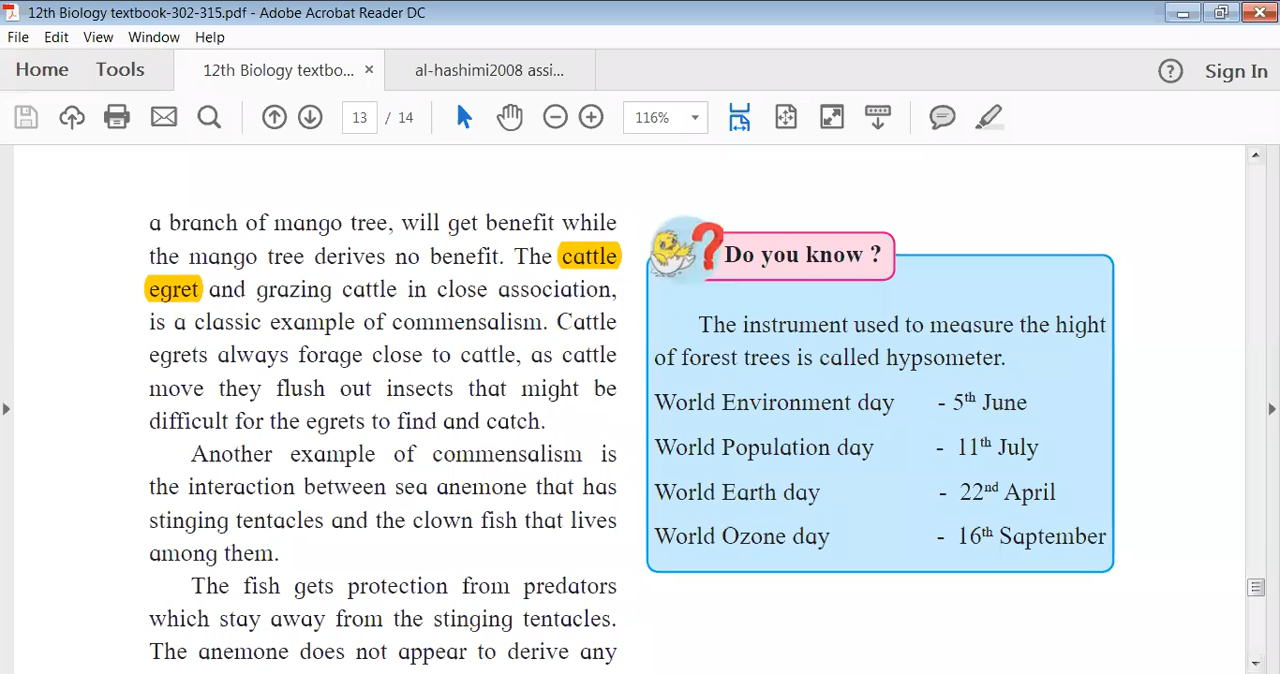 12th Biology textbook-302-315.pdf - Adobe Acrobat Reader DC
File Edit View Window Help
Home Tools 12th Biology textbo... × al-hashimi2008 assi... ? Sign In
13 / 14 116%
a branch of mango tree, will get benefit while
the mango tree derives no benefit. The cattle
egret and grazing cattle in close association,
is a classic example of commensalism. Cattle
egrets always forage close to cattle, as cattle
move they flush out insects that might be
difficult for the egrets to find and catch.
Another example of commensalism is
the interaction between sea anemone that has
stinging tentacles and the clown fish that lives
among them.
The fish gets protection from predators
which stay away from the stinging tentacles.
The anemone does not appear to derive any
? Do you know ?
The instrument used to measure the hight
of forest trees is called hypsometer.
World Environment day - 5th June
World Population day - 11th July
World Earth day - 22nd April
World Ozone day - 16th Saptember